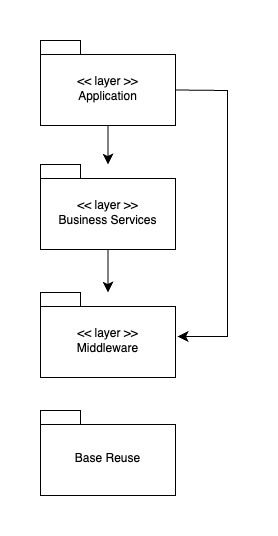 << layer >>
Application
<< layer >>
Business Services
<< layer >>
Middleware
Base Reuse